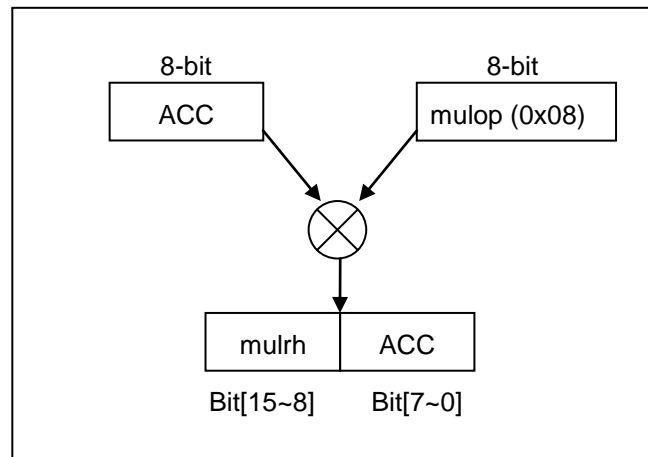 8-bit 8-bit
ACC mulop (0x08)
mulrh ACC
Bit[15~8] Bit[7~0]